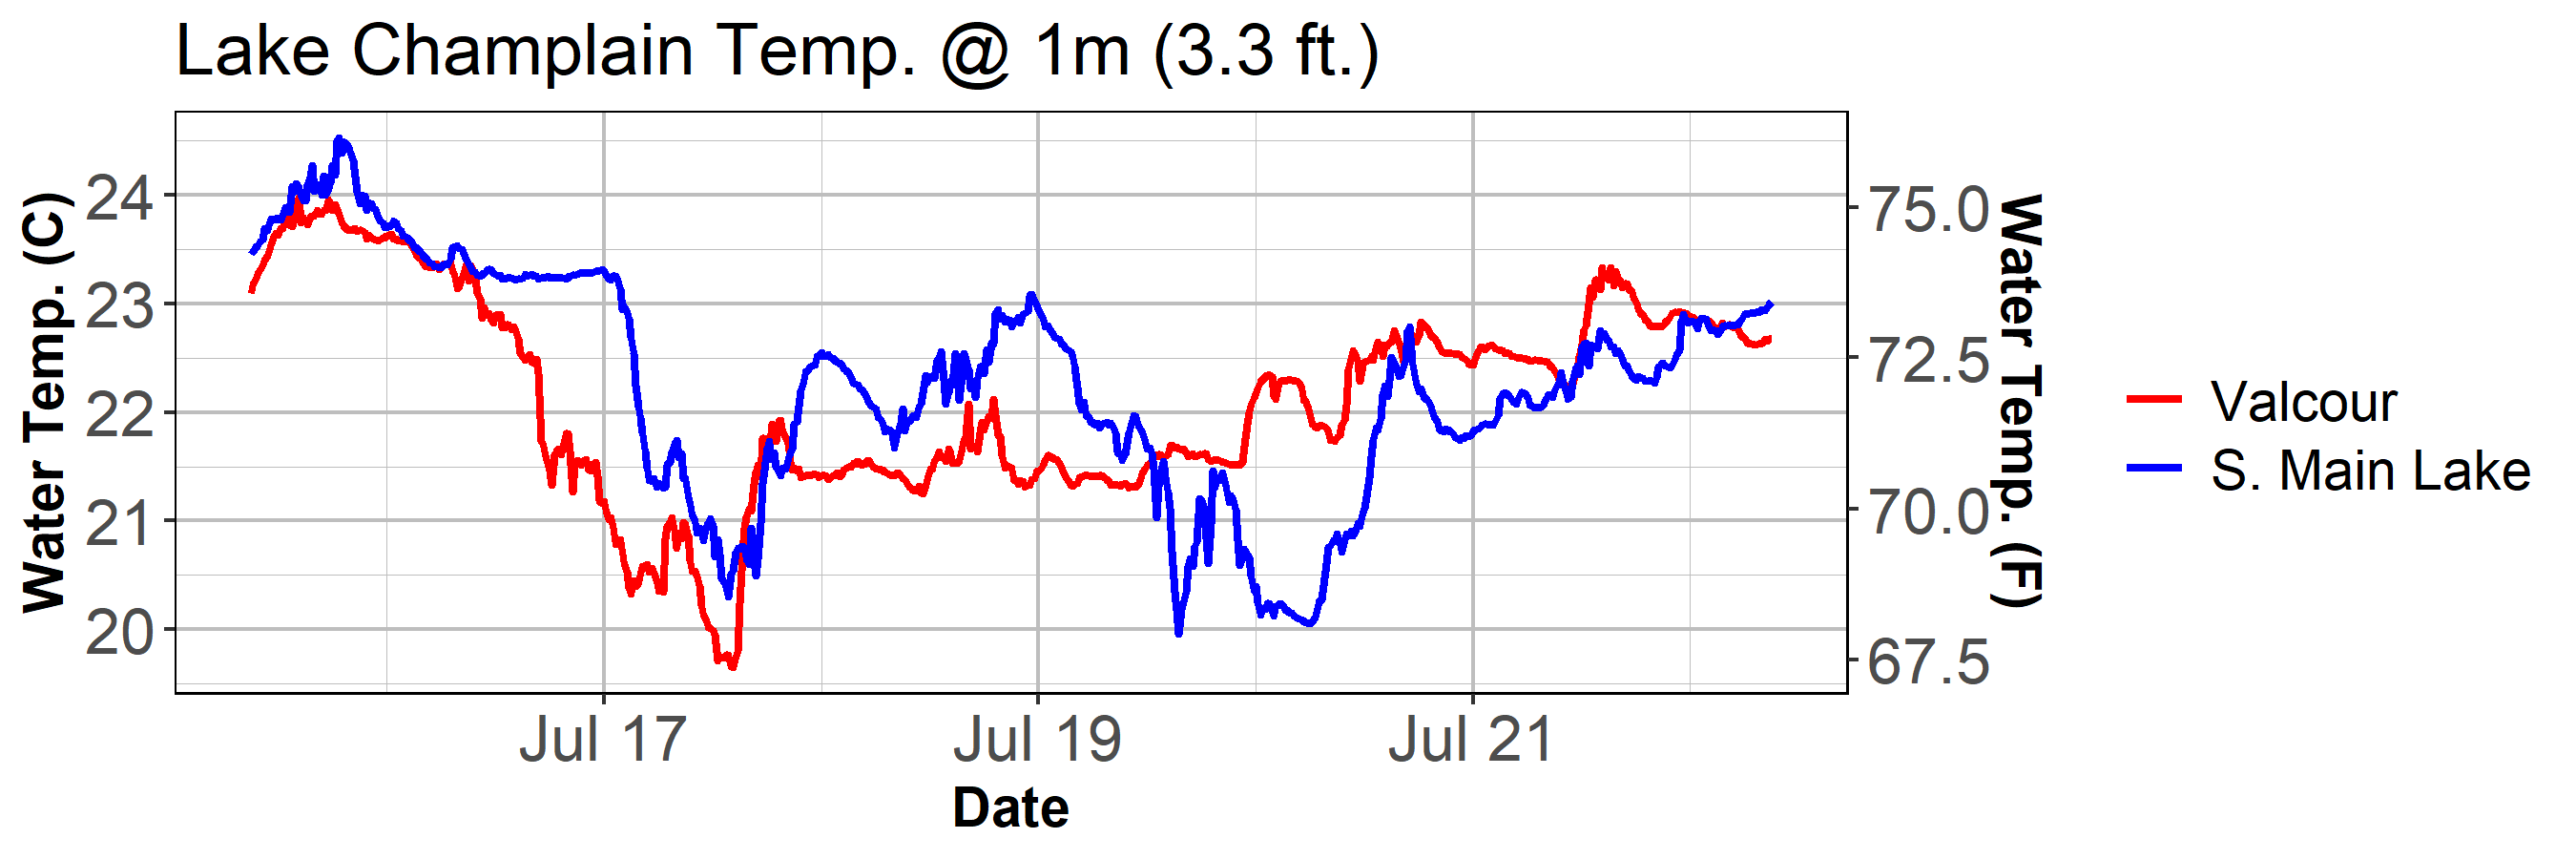 Lake Champlain Temp. @ 1m (3.3 ft.)
Water Temp. (C)
24
23
22
21
20
75.0
72.5
70.0
67.5
Water Temp. (F)
Jul 17
Jul 19
Jul 21
Date
Valcour
S. Main Lake